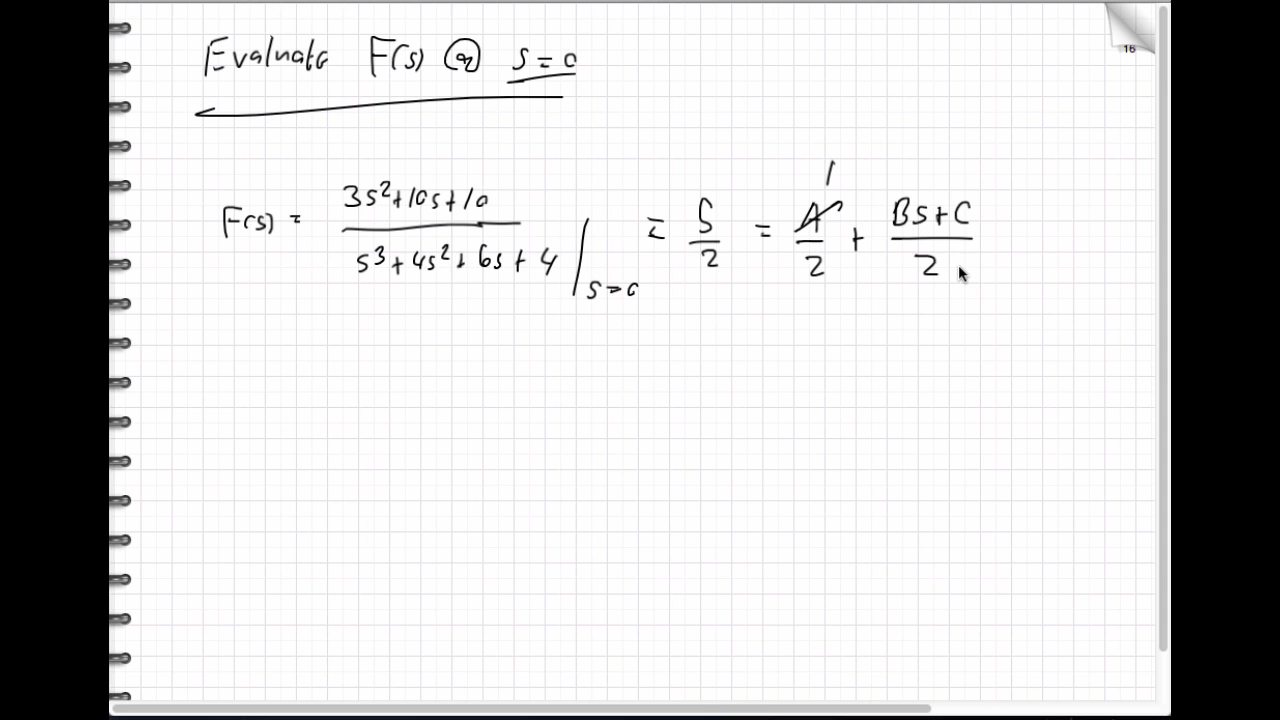 16
Evaluate F(s) @ s=0
F(s) = (3s²+10s+10)/(s³+4s²+6s+4) |s=0 = 5/2 = A/2 + (Bs+C)/2
1